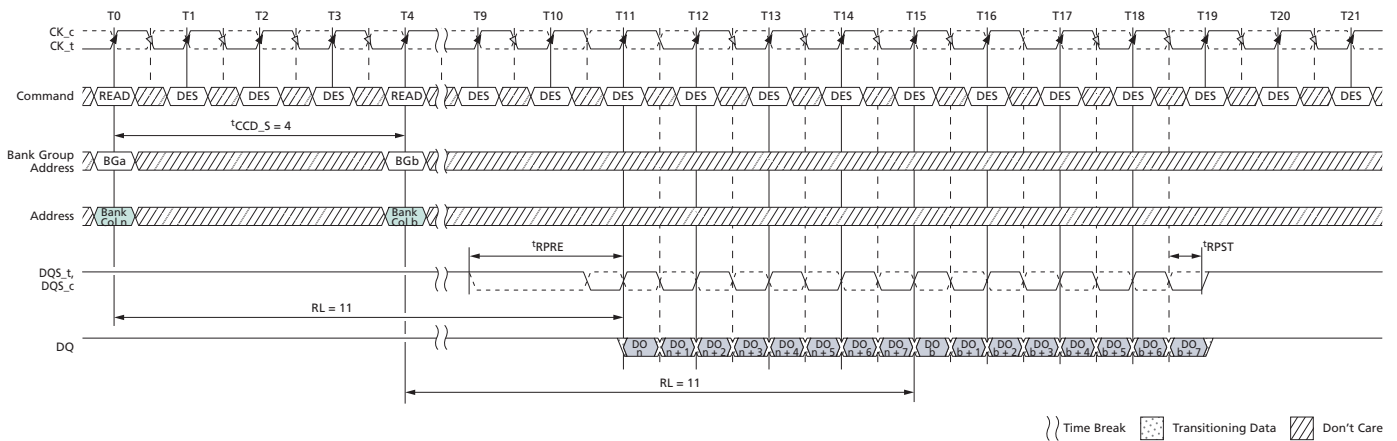 T0 T1 T2 T3 T4 T9 T10 T11 T12 T13 T14 T15 T16 T17 T18 T19 T20 T21
CK_c
CK_t
Command READ DES DES DES READ DES DES DES DES DES DES DES DES DES DES DES DES DES
tCCD_S = 4
Bank Group
Address
BGa BGb
Address
Bank
Col n
Bank
Col b
tRPRE tRPST
DQS_t,
DQS_c
RL = 11
DQ
DO
n
DO
n + 1
DO
n + 2
DO
n + 3
DO
n + 4
DO
n + 5
DO
n + 6
DO
n + 7
DO
b
DO
b + 1
DO
b + 2
DO
b + 3
DO
b + 4
DO
b + 5
DO
b + 6
DO
b + 7
RL = 11
Time Break Transitioning Data Don't Care